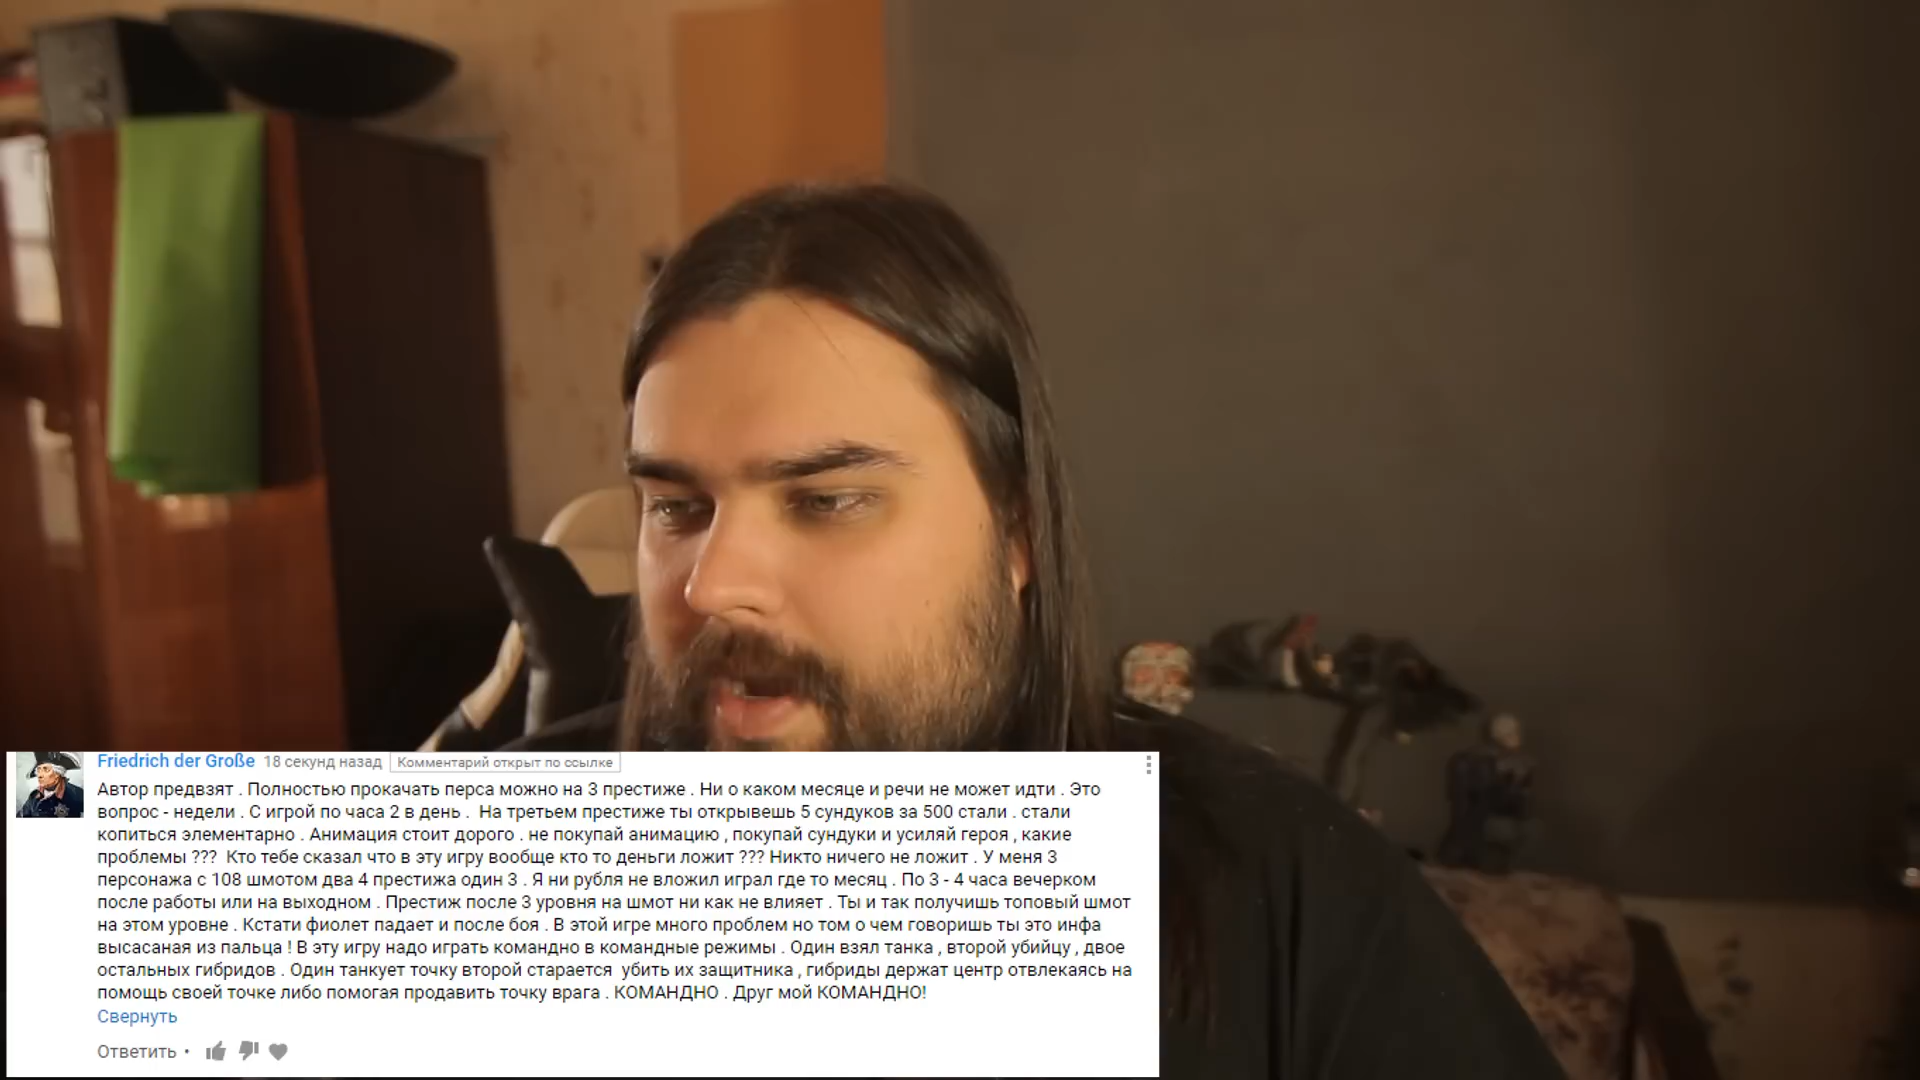 Friedrich der Große 18 секунд назад Комментарий открыт по ссылке
Автор предвзят . Полностью прокачать перса можно на 3 престиже . Ни о каком месяце и речи не может идти . Это
вопрос - недели . С игрой по часа 2 в день .  На третьем престиже ты открывешь 5 сундуков за 500 стали . стали
копиться элементарно . Анимация стоит дорого . не покупай анимацию , покупай сундуки и усиляй героя , какие
проблемы ???  Кто тебе сказал что в эту игру вообще кто то деньги ложит ??? Никто ничего не ложит . У меня 3
персонажа с 108 шмотом два 4 престижа один 3 . Я ни рубля не вложил играл где то месяц . По 3 - 4 часа вечерком
после работы или на выходном . Престиж после 3 уровня на шмот ни как не влияет . Ты и так получишь топовый шмот
на этом уровне . Кстати фиолет падает и после боя . В этой игре много проблем но том о чем говоришь ты это инфа
высасаная из пальца ! В эту игру надо играть командно в командные режимы . Один взял танка , второй убийцу , двое
остальных гибридов . Один танкует точку второй старается  убить их защитника , гибриды держат центр отвлекаясь на
помощь своей точке либо помогая продавить точку врага . КОМАНДНО . Друг мой КОМАНДНО!
Свернуть
Ответить •